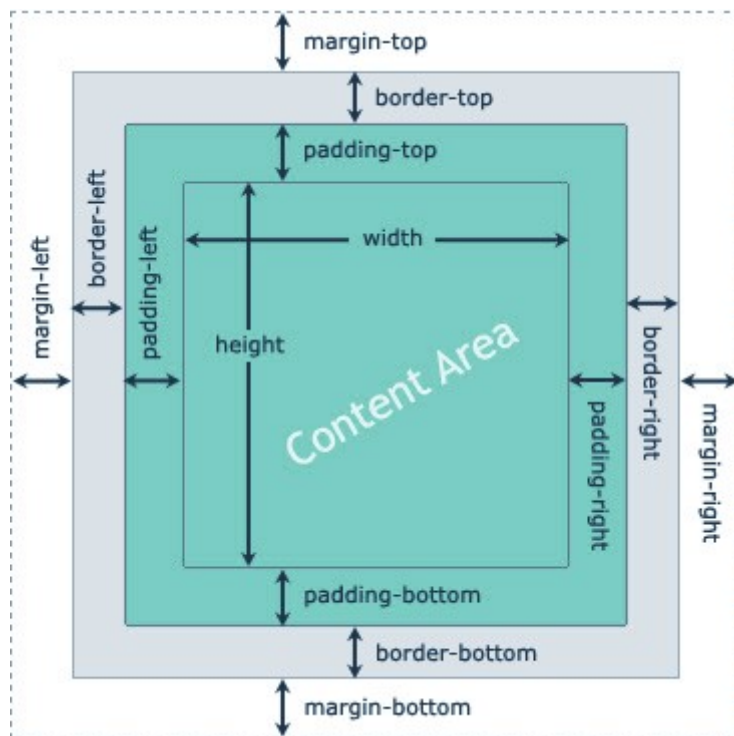 margin-top
border-top
padding-top
width
margin-left
border-left
padding-left
height
Content Area
padding-right
border-right
margin-right
padding-bottom
border-bottom
margin-bottom